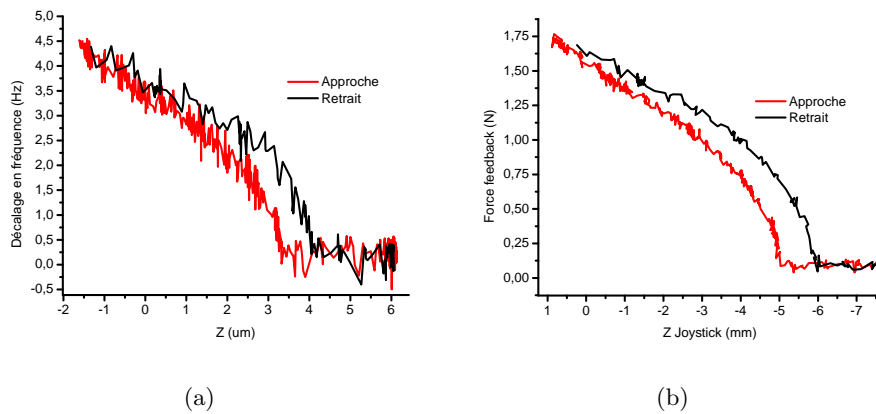 5,0
4,5
4,0
3,5
3,0
2,5
2,0
1,5
1,0
0,5
0,0
-0,5
Décalage en fréquence (Hz)
-2 -1 0 1 2 3 4 5 6
Z (um)
Approche
Retrait
(a)
1,75
1,50
1,25
1,00
0,75
0,50
0,25
0,00
Force feedback (N)
1 0 -1 -2 -3 -4 -5 -6 -7
Z Joystick (mm)
Approche
Retrait
(b)